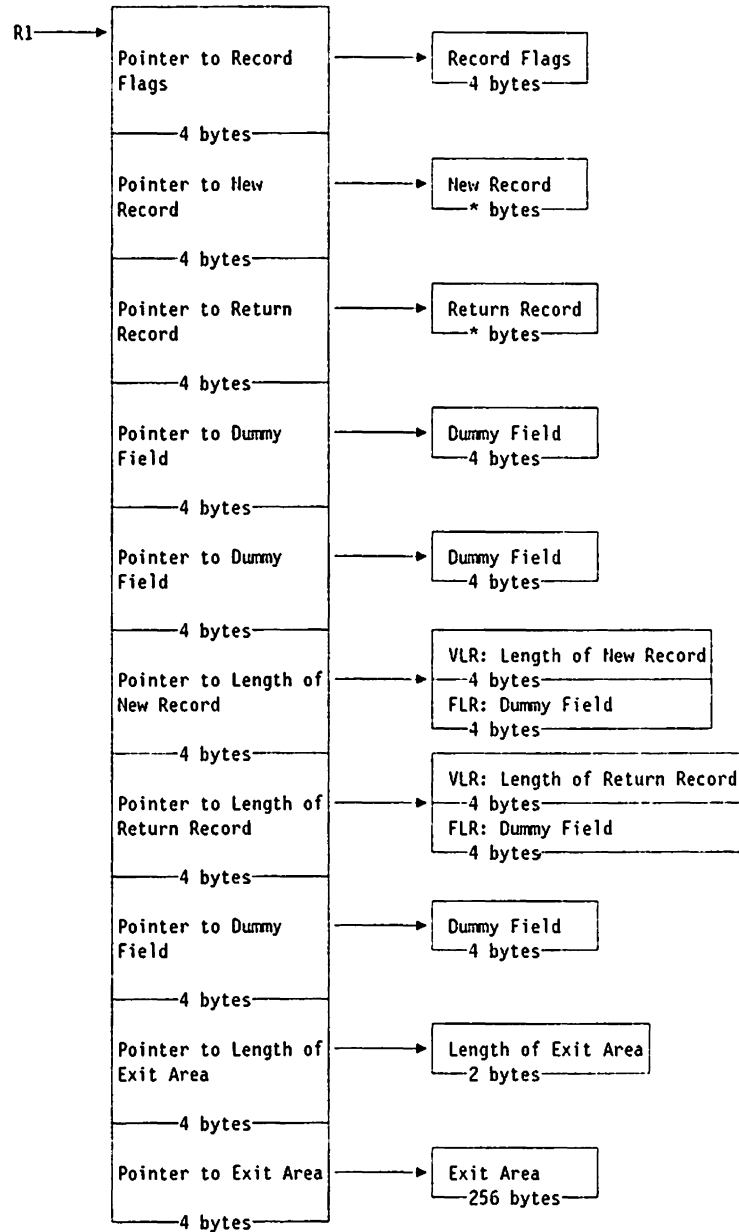 R1
Pointer to Record
Flags
4 bytes
Record Flags
4 bytes
Pointer to New
Record
4 bytes
New Record
* bytes
Pointer to Return
Record
4 bytes
Return Record
* bytes
Pointer to Dummy
Field
4 bytes
Dummy Field
4 bytes
Pointer to Dummy
Field
4 bytes
Dummy Field
4 bytes
Pointer to Length of
New Record
4 bytes
VLR: Length of New Record
4 bytes
FLR: Dummy Field
4 bytes
Pointer to Length of
Return Record
4 bytes
VLR: Length of Return Record
4 bytes
FLR: Dummy Field
4 bytes
Pointer to Dummy
Field
4 bytes
Dummy Field
4 bytes
Pointer to Length of
Exit Area
4 bytes
Length of Exit Area
2 bytes
Pointer to Exit Area
4 bytes
Exit Area
256 bytes